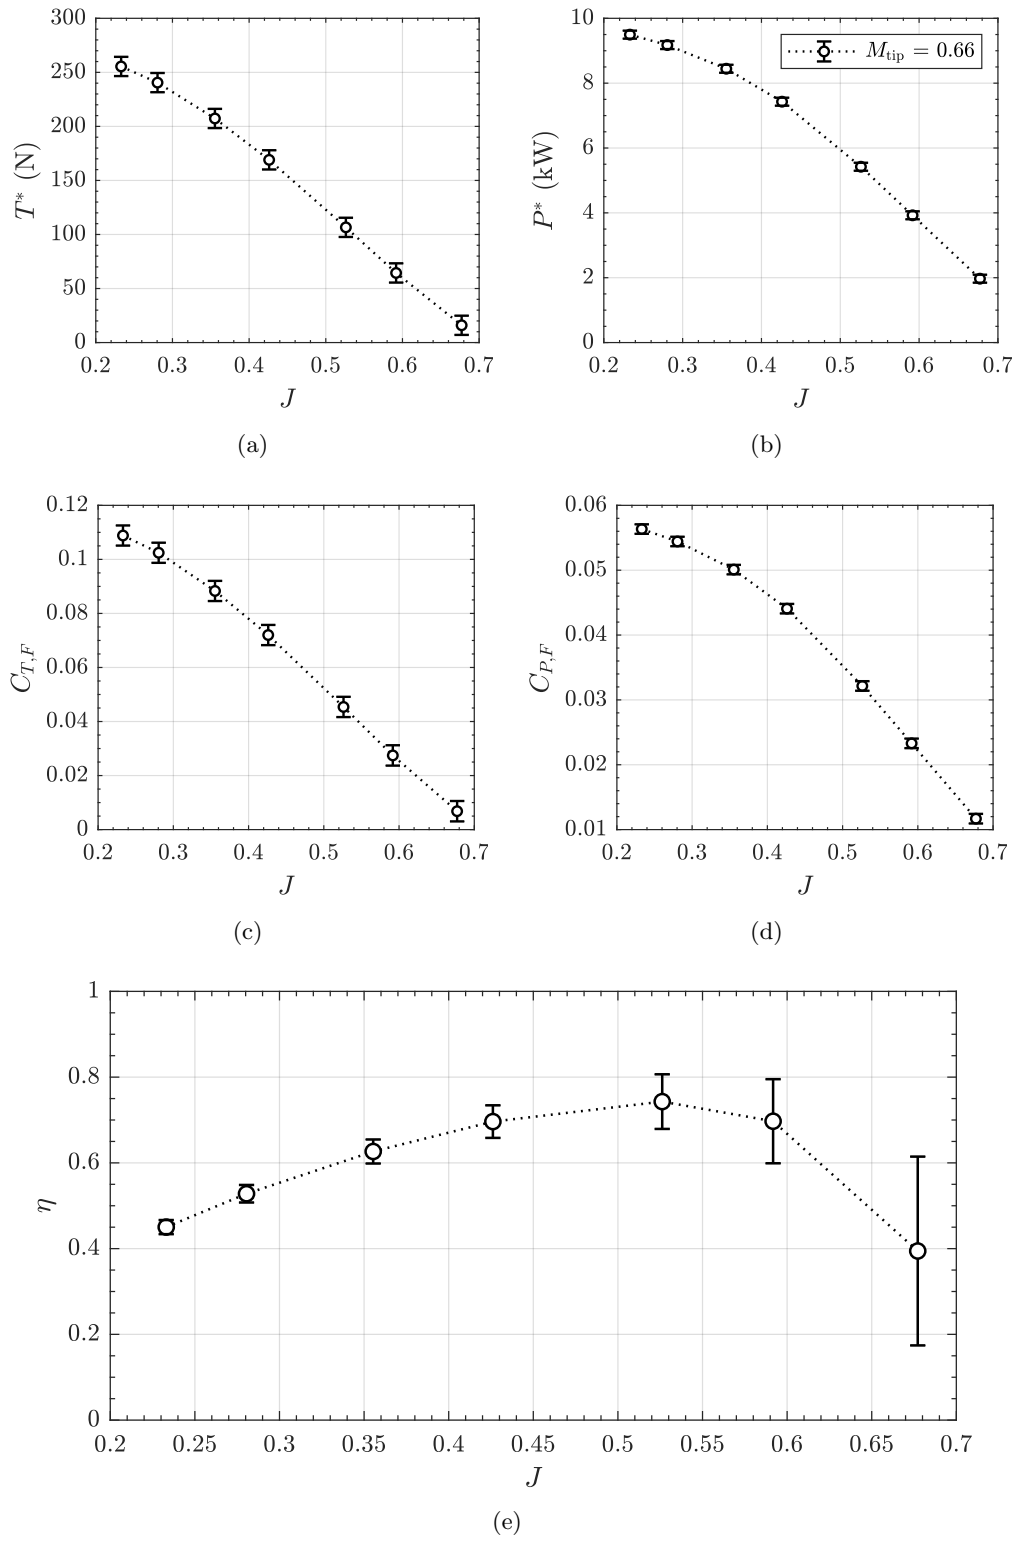 300
250
200
150
100
50
0
T* (N)
0.2 0.3 0.4 0.5 0.6 0.7
J
(a)
10
8
6
4
2
0
P* (kW)
M_tip = 0.66
0.2 0.3 0.4 0.5 0.6 0.7
J
(b)
0.12
0.1
0.08
0.06
0.04
0.02
0
C_{T,F}
0.2 0.3 0.4 0.5 0.6 0.7
J
(c)
0.06
0.05
0.04
0.03
0.02
0.01
C_{P,F}
0.2 0.3 0.4 0.5 0.6 0.7
J
(d)
1
0.8
0.6
0.4
0.2
0
η
0.2 0.25 0.3 0.35 0.4 0.45 0.5 0.55 0.6 0.65 0.7
J
(e)